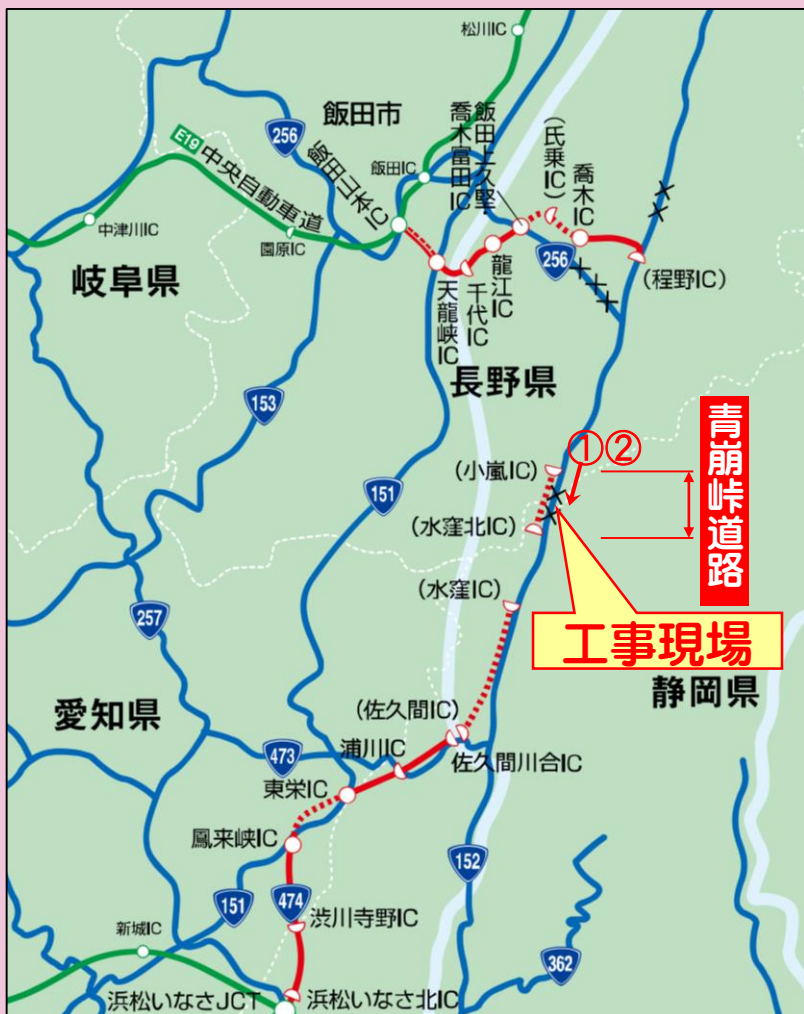 松川IC
飯田市
256
E19
中央自動車道
飯田IC
飯田山本IC
喬木富田IC
飯田上久堅・
(氏乗IC)
喬木IC
中津川IC
園原IC
岐阜県
256
(程野IC)
天龍峡IC
千代IC
龍江IC
長野県
153
151
①②
(小嵐IC)
(水窪北IC)
青崩峠道路
(水窪IC)
工事現場
257
静岡県
愛知県
(佐久間IC)
473
浦川IC
佐久間川合IC
東栄IC
鳳来峡IC
152
151
474
渋川寺野IC
新城IC
362
浜松いなさJCT
浜松いなさ北IC